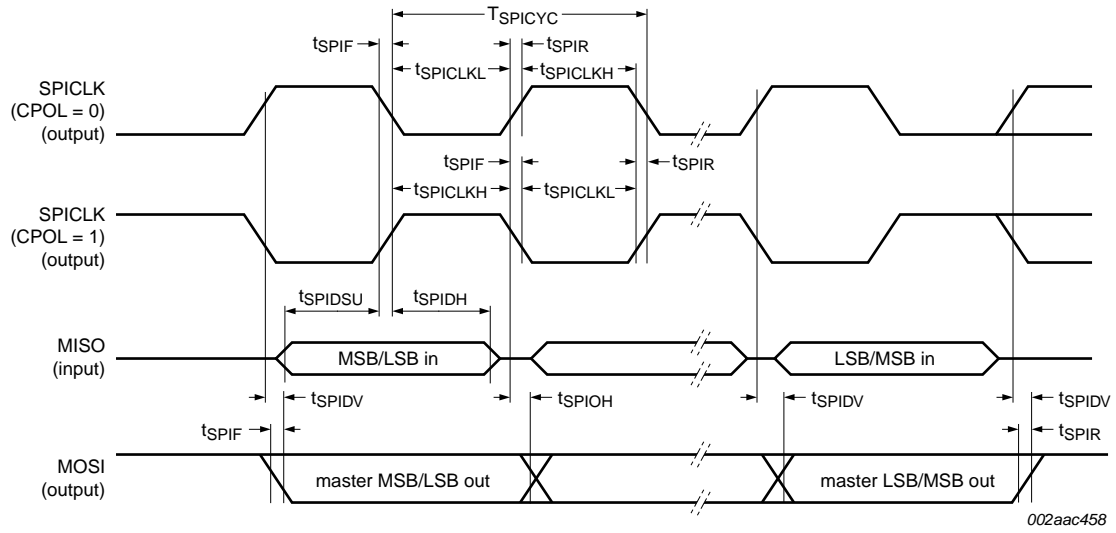 TSPICYC
tSPIF
tSPIR
tSPICLKL
tSPICLKH
SPICLK
(CPOL = 0)
(output)
tSPIF
tSPIR
tSPICLKH
tSPICLKL
SPICLK
(CPOL = 1)
(output)
tSPIDSU
tSPIDH
MISO
(input)
MSB/LSB in
LSB/MSB in
tSPIDV
tSPIOH
tSPIDV
tSPIDV
tSPIF
tSPIR
MOSI
(output)
master MSB/LSB out
master LSB/MSB out
002aac458